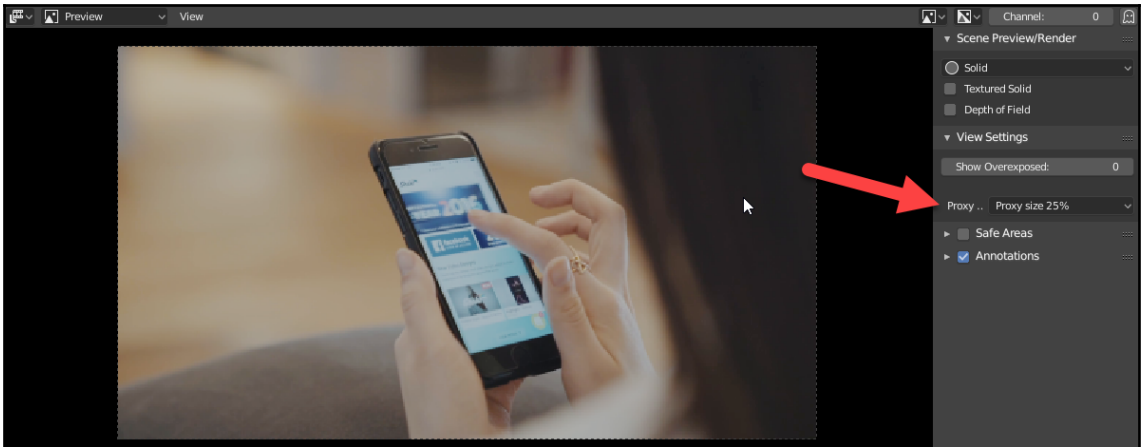 Preview View Channel: 0
Scene Preview/Render
Solid
Textured Solid
Depth of Field
View Settings
Show Overexposed: 0
Proxy .. Proxy size 25%
Safe Areas
Annotations
facebook